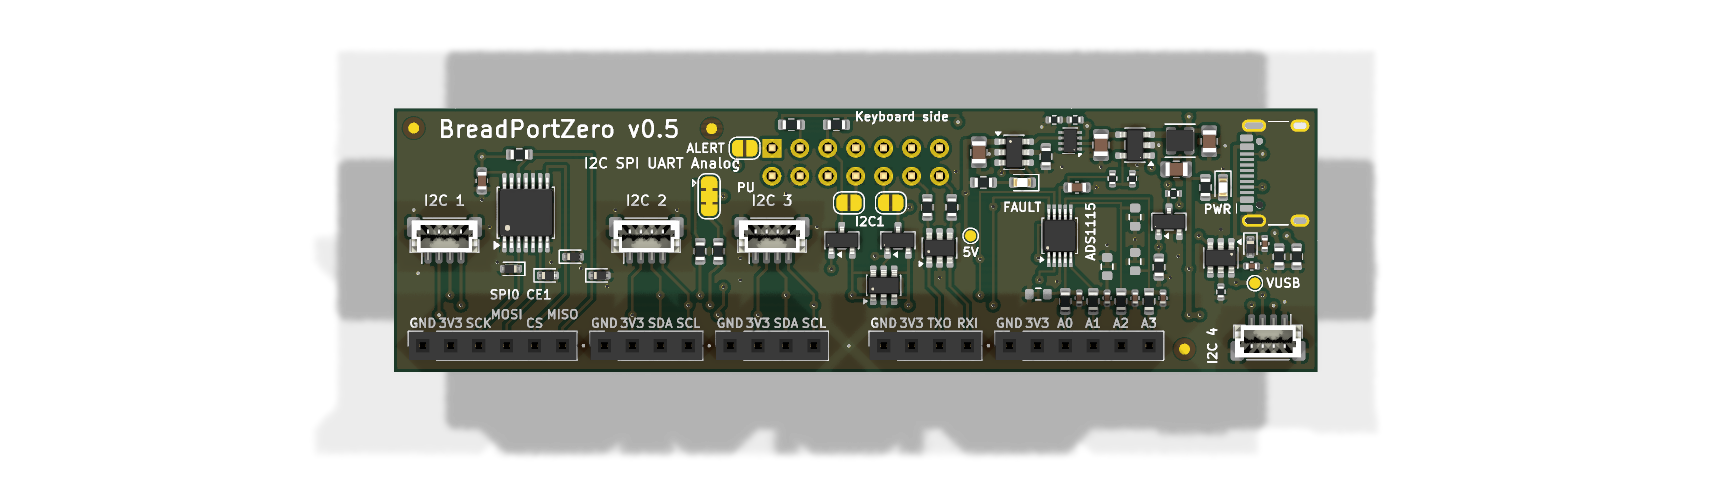 Keyboard side
BreadPortZero v0.5
ALERT
I2C SPI UART Analog
PU
I2C 1
I2C 2
I2C 3
I2C1
5V
FAULT
ADS1115
PWR
VUSB
SPI0 CE1
MOSI
MISO
GND 3V3 SCK CS
GND 3V3 SDA SCL
GND 3V3 SDA SCL
GND 3V3 TXO RXI
GND 3V3 A0 A1 A2 A3
I2C 4